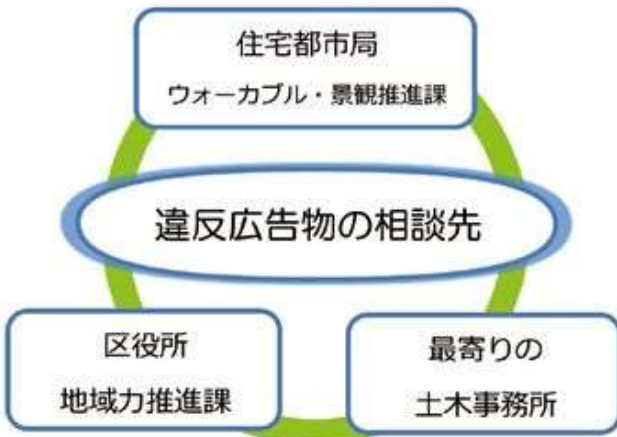 住宅都市局
ウォーカブル・景観推進課
違反広告物の相談先
区役所
地域力推進課
最寄りの
土木事務所